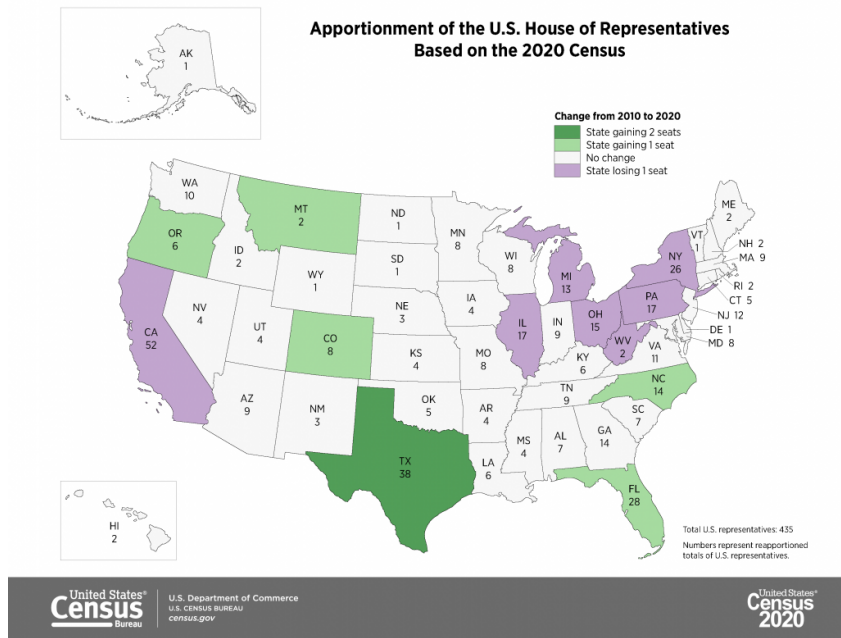 Apportionment of the U.S. House of Representatives
Based on the 2020 Census
AK
1
Change from 2010 to 2020
State gaining 2 seats
State gaining 1 seat
No change
State losing 1 seat
WA
10
OR
6
CA
52
NV
4
ID
2
MT
2
WY
1
UT
4
CO
8
AZ
9
NM
3
ND
1
SD
1
NE
3
KS
4
OK
5
TX
38
MN
8
IA
4
MO
8
AR
4
LA
6
WI
8
IL
17
MI
13
IN
9
OH
15
KY
6
TN
9
MS
4
AL
7
GA
14
FL
28
SC
7
NC
14
VA
11
WV
2
PA
17
NY
26
VT
1
ME
2
NH 2
MA 9
RI 2
CT 5
NJ 12
DE 1
MD 8
HI
2
Total U.S. representatives: 435
Numbers represent reapportioned
totals of U.S. representatives.
United States®
Census
Bureau
U.S. Department of Commerce
U.S. CENSUS BUREAU
census.gov
United States®
Census
2020